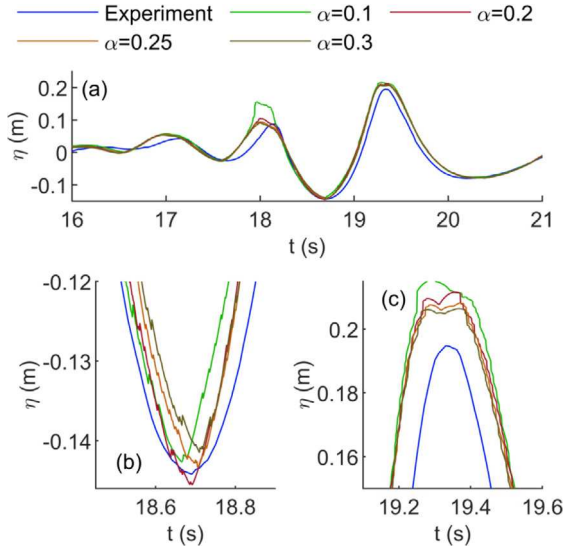 Experiment α=0.1 α=0.2
α=0.25 α=0.3
(a)
η (m)
0.2
0.1
0
-0.1
16 17 18 19 20 21
t (s)
-0.12
-0.13
-0.14
η (m)
(b)
18.6 18.8
t (s)
(c)
0.2
0.18
0.16
η (m)
19.2 19.4 19.6
t (s)